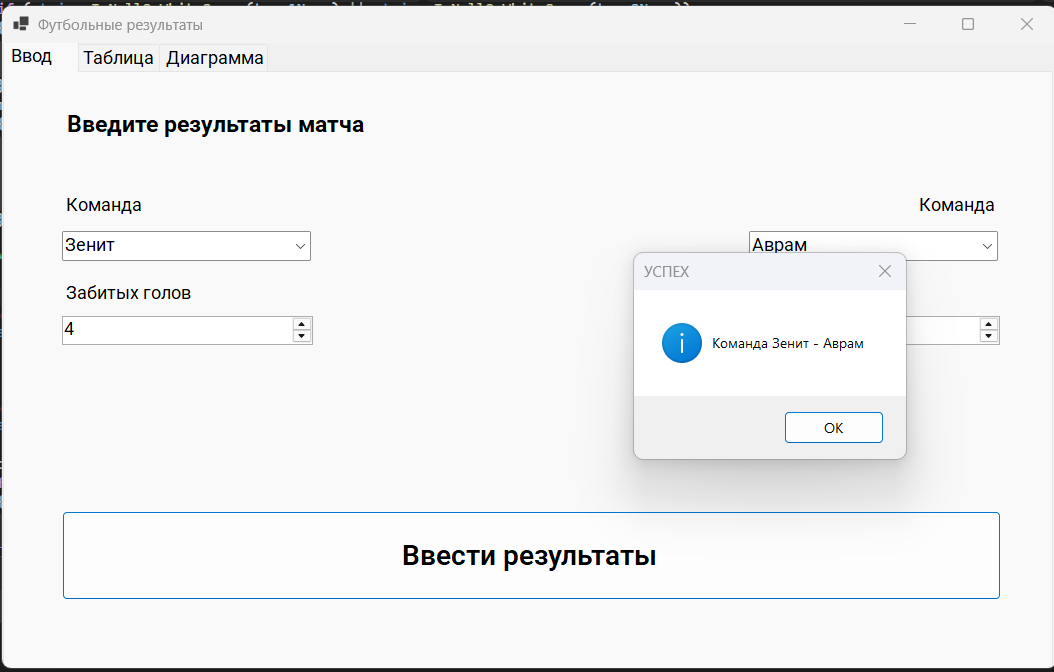 Футбольные результаты
Ввод Таблица Диаграмма
Введите результаты матча
Команда Команда
Зенит Аврам
Забитых голов
4
УСПЕХ
Команда Зенит - Аврам
ОК
Ввести результаты